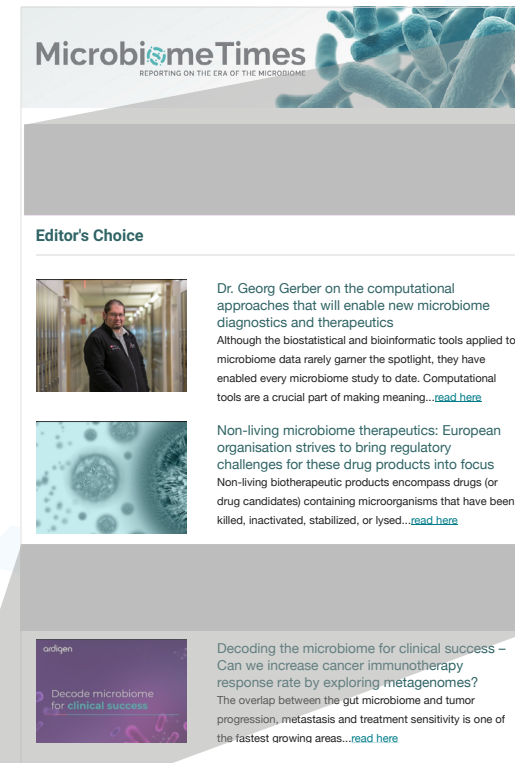 MicrobiomeTimes
REPORTING ON THE ERA OF THE MICROBIOME
Editor's Choice
Dr. Georg Gerber on the computational
approaches that will enable new microbiome
diagnostics and therapeutics
Although the biostatistical and bioinformatic tools applied to
microbiome data rarely garner the spotlight, they have
enabled every microbiome study to date. Computational
tools are a crucial part of making meaning...read here
Non-living microbiome therapeutics: European
organisation strives to bring regulatory
challenges for these drug products into focus
Non-living biotherapeutic products encompass drugs (or
drug candidates) containing microorganisms that have been
killed, inactivated, stabilized, or lysed...read here
ardigen
Decode microbiome
for clinical success
Decoding the microbiome for clinical success –
Can we increase cancer immunotherapy
response rate by exploring metagenomes?
The overlap between the gut microbiome and tumor
progression, metastasis and treatment sensitivity is one of
the fastest growing areas...read here